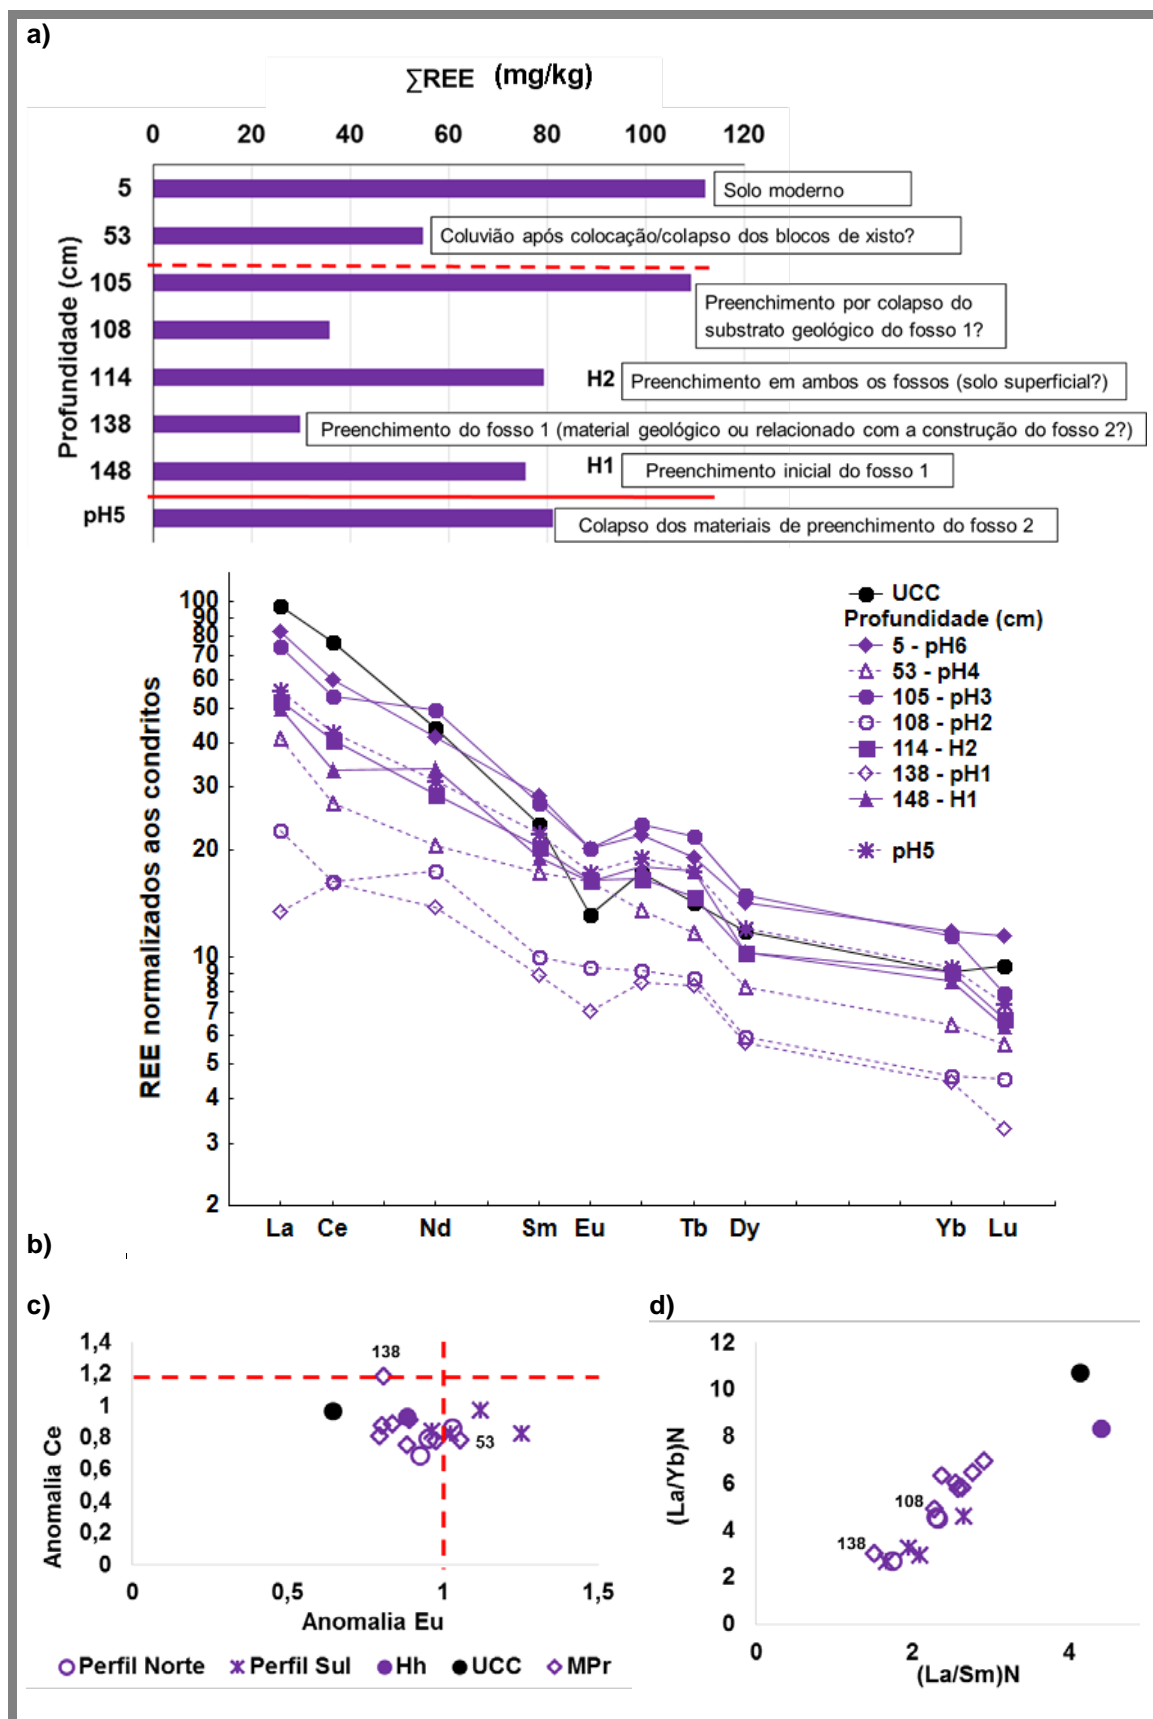 a)
∑REE (mg/kg)
0 20 40 60 80 100 120
Profundidade (cm)
5 Solo moderno
53 Coluvião após colocação/colapso dos blocos de xisto?
105
Preenchimento por colapso do
substrato geológico do fosso 1?
108
114 H2 Preenchimento em ambos os fossos (solo superficial?)
138 Preenchimento do fosso 1 (material geológico ou relacionado com a construção do fosso 2?)
148 H1 Preenchimento inicial do fosso 1
pH5 Colapso dos materiais de preenchimento do fosso 2
REE normalizados aos condritos
100
90
80
70
60
50
40
30
20
10
9
8
7
6
5
4
3
2
UCC
Profundidade (cm)
5 - pH6
53 - pH4
105 - pH3
108 - pH2
114 - H2
138 - pH1
148 - H1
pH5
La Ce Nd Sm Eu Tb Dy Yb Lu
b)
c)
Anomalia Ce
1,4
1,2
1
0,8
0,6
0,4
0,2
0
138
53
0 0,5 1 1,5
Anomalia Eu
Perfil Norte Perfil Sul Hh UCC MPr
d)
(La/Yb)N
12
10
8
6
4
2
0
108
138
0 2 4
(La/Sm)N